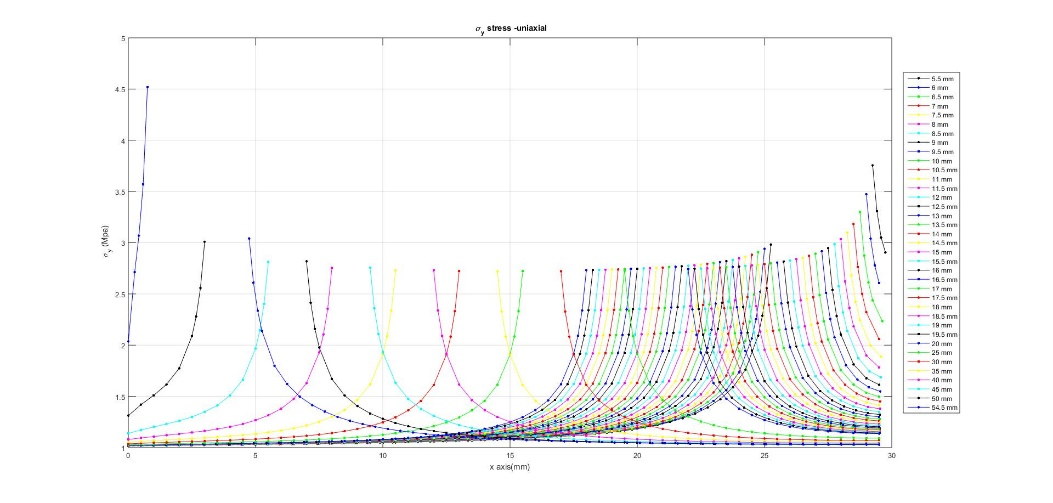 σy stress -uniaxial
5
4.5
4
3.5
3
2.5
2
1.5
1
σy (Mpa)
0
5
10
15
20
25
30
x axis(mm)
5.5 mm
6 mm
6.5 mm
7 mm
7.5 mm
8 mm
8.5 mm
9 mm
9.5 mm
10 mm
10.5 mm
11 mm
11.5 mm
12 mm
12.5 mm
13 mm
13.5 mm
14 mm
14.5 mm
15 mm
15.5 mm
16 mm
16.5 mm
17 mm
17.5 mm
18 mm
18.5 mm
19 mm
19.5 mm
20 mm
25 mm
30 mm
35 mm
40 mm
45 mm
50 mm
54.5 mm